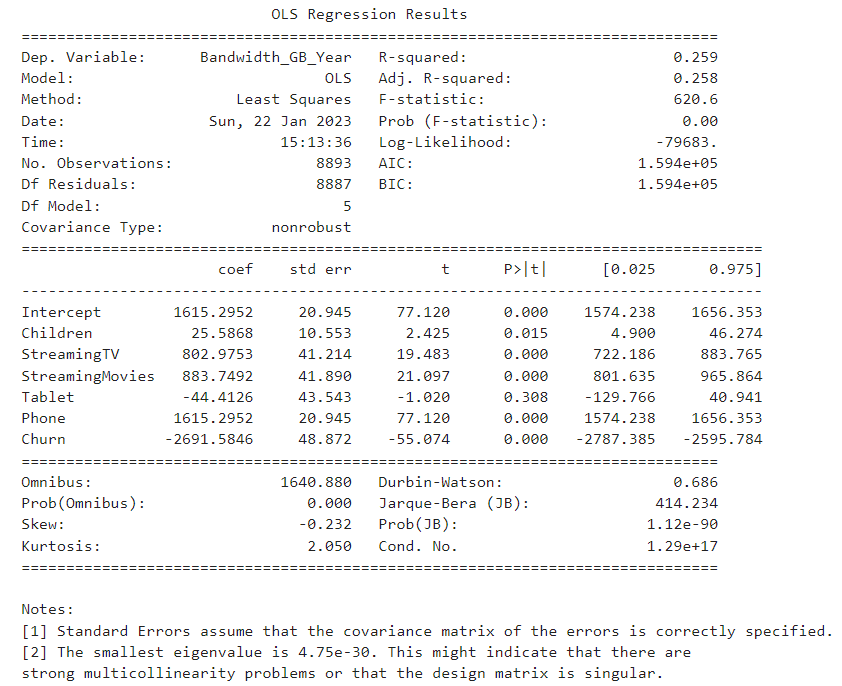 OLS Regression Results
==============================================================================
Dep. Variable: Bandwidth_GB_Year R-squared: 0.259
Model: OLS Adj. R-squared: 0.258
Method: Least Squares F-statistic: 620.6
Date: Sun, 22 Jan 2023 Prob (F-statistic): 0.00
Time: 15:13:36 Log-Likelihood: -79683.
No. Observations: 8893 AIC: 1.594e+05
Df Residuals: 8887 BIC: 1.594e+05
Df Model: 5
Covariance Type: nonrobust
===================================================================================
coef std err t P>|t| [0.025 0.975]
-----------------------------------------------------------------------------------
Intercept 1615.2952 20.945 77.120 0.000 1574.238 1656.353
Children 25.5868 10.553 2.425 0.015 4.900 46.274
StreamingTV 802.9753 41.214 19.483 0.000 722.186 883.765
StreamingMovies 883.7492 41.890 21.097 0.000 801.635 965.864
Tablet -44.4126 43.543 -1.020 0.308 -129.766 40.941
Phone 1615.2952 20.945 77.120 0.000 1574.238 1656.353
Churn -2691.5846 48.872 -55.074 0.000 -2787.385 -2595.784
==============================================================================
Omnibus: 1640.880 Durbin-Watson: 0.686
Prob(Omnibus): 0.000 Jarque-Bera (JB): 414.234
Skew: -0.232 Prob(JB): 1.12e-90
Kurtosis: 2.050 Cond. No. 1.29e+17
==============================================================================
Notes:
[1] Standard Errors assume that the covariance matrix of the errors is correctly specified.
[2] The smallest eigenvalue is 4.75e-30. This might indicate that there are
strong multicollinearity problems or that the design matrix is singular.